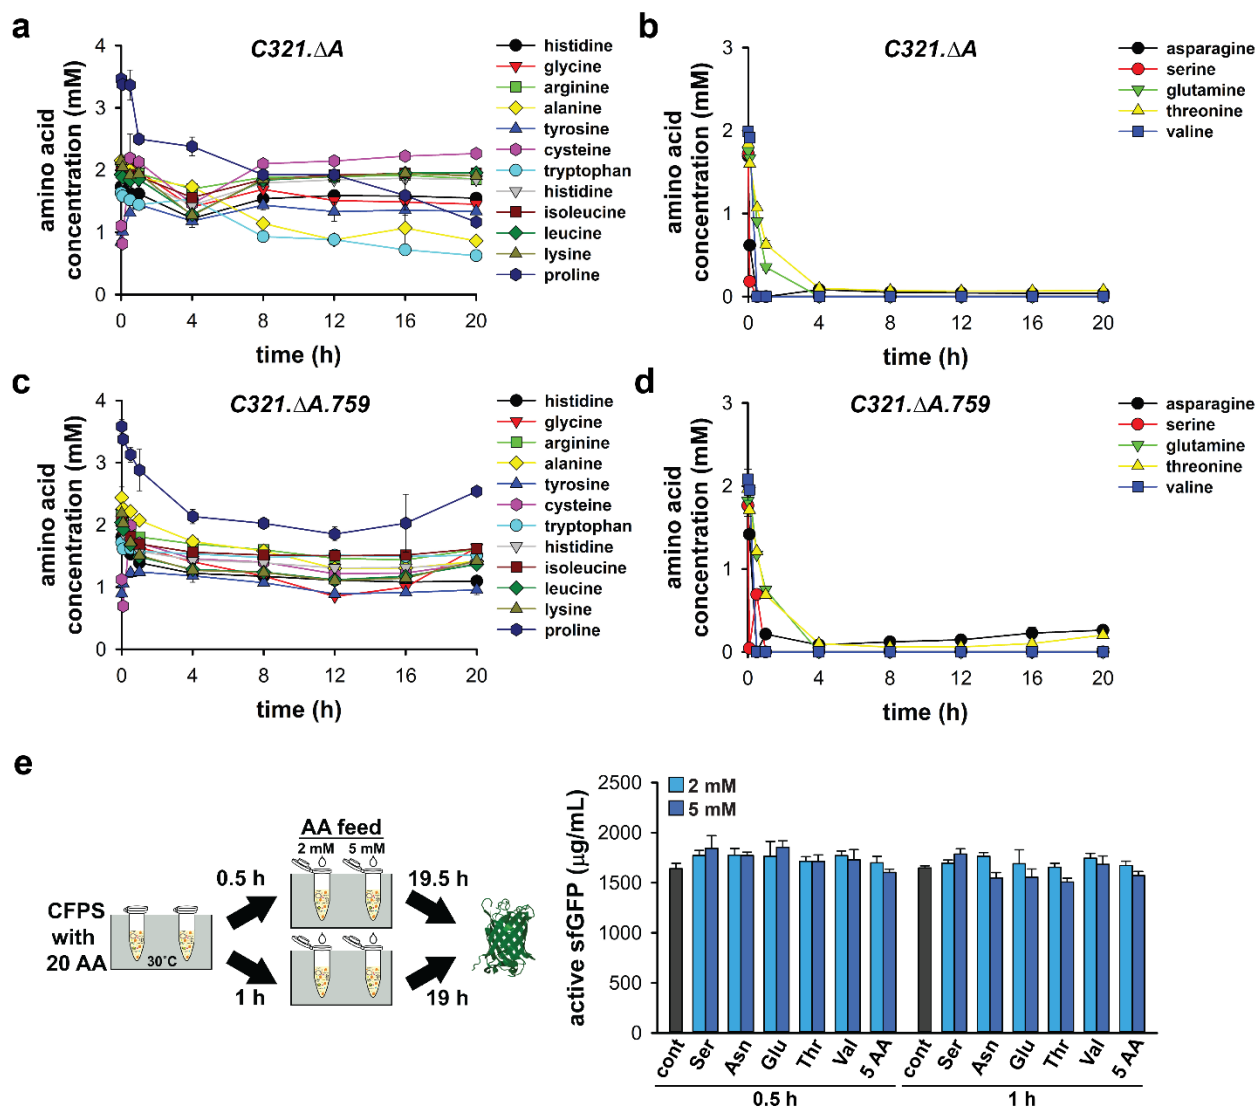 a
C321.ΔA
amino acid
concentration (mM)
4
3
2
1
0
0 4 8 12 16 20
time (h)
histidine
glycine
arginine
alanine
tyrosine
cysteine
tryptophan
histidine
isoleucine
leucine
lysine
proline
b
C321.ΔA
amino acid
concentration (mM)
3
2
1
0
0 4 8 12 16 20
time (h)
asparagine
serine
glutamine
threonine
valine
c
C321.ΔA.759
amino acid
concentration (mM)
4
3
2
1
0
0 4 8 12 16 20
time (h)
histidine
glycine
arginine
alanine
tyrosine
cysteine
tryptophan
histidine
isoleucine
leucine
lysine
proline
d
C321.ΔA.759
amino acid
concentration (mM)
3
2
1
0
0 4 8 12 16 20
time (h)
asparagine
serine
glutamine
threonine
valine
e
CFPS
with
20 AA
30°C
0.5 h
1 h
AA feed
2 mM 5 mM
19.5 h
19 h
active sfGFP (µg/mL)
2500
2000
1500
1000
500
0
2 mM
5 mM
cont Ser Asn Glu Thr Val 5 AA cont Ser Asn Glu Thr Val 5 AA
0.5 h 1 h